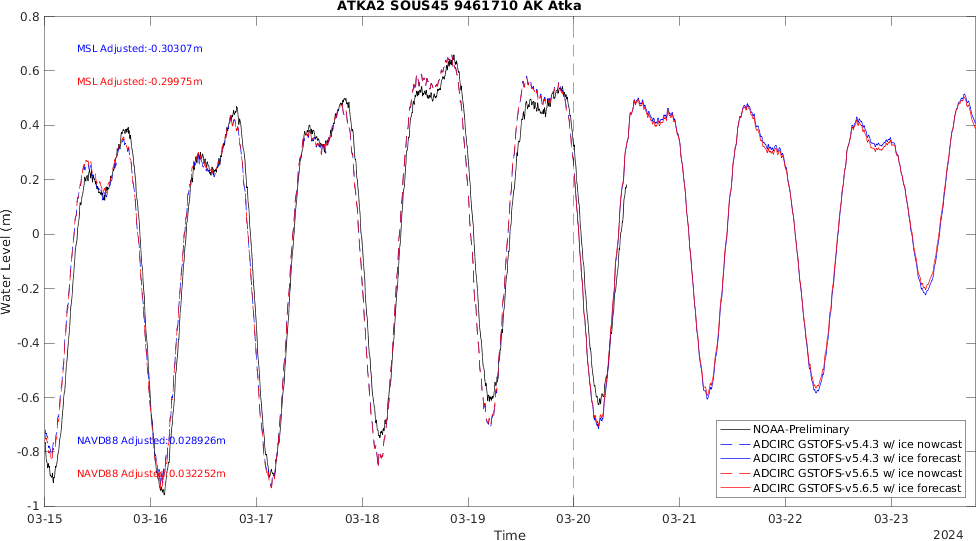 ATKA2 SOUS45 9461710 AK Atka
0.8
0.6
0.4
0.2
0
-0.2
-0.4
-0.6
-0.8
-1
Water Level (m)
MSL Adjusted:-0.30307m
MSL Adjusted:-0.29975m
NAVD88 Adjusted:0.028926m
NAVD88 Adjusted:0.032252m
NOAA-Preliminary
ADCIRC GSTOFS-v5.4.3 w/ ice nowcast
ADCIRC GSTOFS-v5.4.3 w/ ice forecast
ADCIRC GSTOFS-v5.6.5 w/ ice nowcast
ADCIRC GSTOFS-v5.6.5 w/ ice forecast
03-15 03-16 03-17 03-18 03-19 03-20 03-21 03-22 03-23
Time
2024